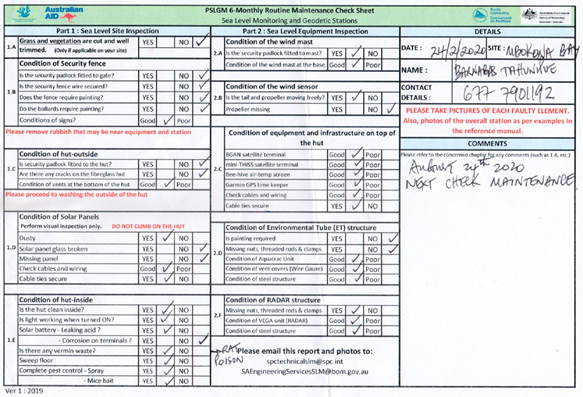 Australian AID
PSLGM 6-Monthly Routine Maintenance Check Sheet
Sea Level Monitoring and Geodetic Stations
Part 1 : Sea Level Site Inspection
1.A Grass and vegetation are cut and well trimmed. (Only if applicable on your site) YES NO ✓
Condition of Security fence
1.B
Is the security padlock fitted to gate? YES ✓ NO
Is the security fence wire secured? YES ✓ NO
Does the fence require painting? YES NO ✓
Do the bollards require painting? YES NO ✓
Conditions of signs? Good ✓ Poor
Please remove rubbish that may be near equipment and station
Condition of hut-outside
1.C
Is security padlock fitted to the hut? YES ✓ NO
Are there any cracks on the fibreglass hut YES NO ✓
Condition of vents at the bottom of the hut Good ✓ Poor
Please proceed to washing the outside of the hut
Condition of Solar Panels
Perform visual inspection only. DO NOT CLIMB ON THE HUT
1.D
Dusty YES ✓ NO
Solar panel glass broken YES NO ✓
Missing panel YES NO ✓
Check cables and wiring Good ✓ Poor
Cable ties secure YES ✓ NO
Condition of hut-inside
1.E
Is the hut clean inside? YES ✓ NO
Is light working when turned ON? YES ✓ NO
Solar battery - Leaking acid ? YES NO ✓
- Corrosion on terminals ? YES NO ✓
Is there any vermin waste? YES ✓ NO
Sweep floor YES ✓ NO
Complete pest control - Spray YES ✓ NO
- Mice bait YES ✓ NO
Part 2 : Sea Level Equipment Inspection
Condition of the wind mast
2.A
Is the security padlock fitted to mast? YES ✓ NO
Condition of the wind mast at the base. Good ✓ Poor
Condition of the wind sensor
2.B
Is the tail and propeller moving freely? YES ✓ NO
Propeller missing YES NO ✓
Condition of equipment and infrastructure on top of the hut
2.C
BGAN satellite terminal Good ✓ Poor
mini-THISS satellite terminal Good ✓ Poor
Bee-hive air-temp screen Good ✓ Poor
Garmin GPS time keeper Good ✓ Poor
Check cables and wiring Good ✓ Poor
Cable ties secure YES ✓ NO
Condition of Environmental Tube (ET) structure
2.D
Is painting required YES NO ✓
Missing nuts, threaded rods & clamps YES NO ✓
Condition of Aquatrac Unit Good ✓ Poor
Condition of vent covers (Wire Gauze) Good ✓ Poor
Condition of steel structure Good ✓ Poor
Condition of RADAR structure
2.F
Missing nuts, threaded rods & clamps YES ✓ NO
Condition of VEGA unit (RADAR) Good ✓ Poor
Condition of steel structure Good ✓ Poor
RAT POISON
Please email this report and photos to:
spctechnicalslm@spc.int
SAEngineeringServicesSLM@bom.gov.au
DETAILS
DATE : 24/2/2020 SITE : MBOKONA BAY
NAME :
CONTACT DETAILS : 677 7901192
PLEASE TAKE PICTURES OF EACH FAULTY CLEMENT.
Also, photos of the overall station as per examples in the reference manual.
COMMENTS
Please refer to the concerned chapter for any comments (such as 1.A, etc.)
AUGUST 24th 2020
NEXT CHECK MAINTENANCE
Ver 1 : 2019